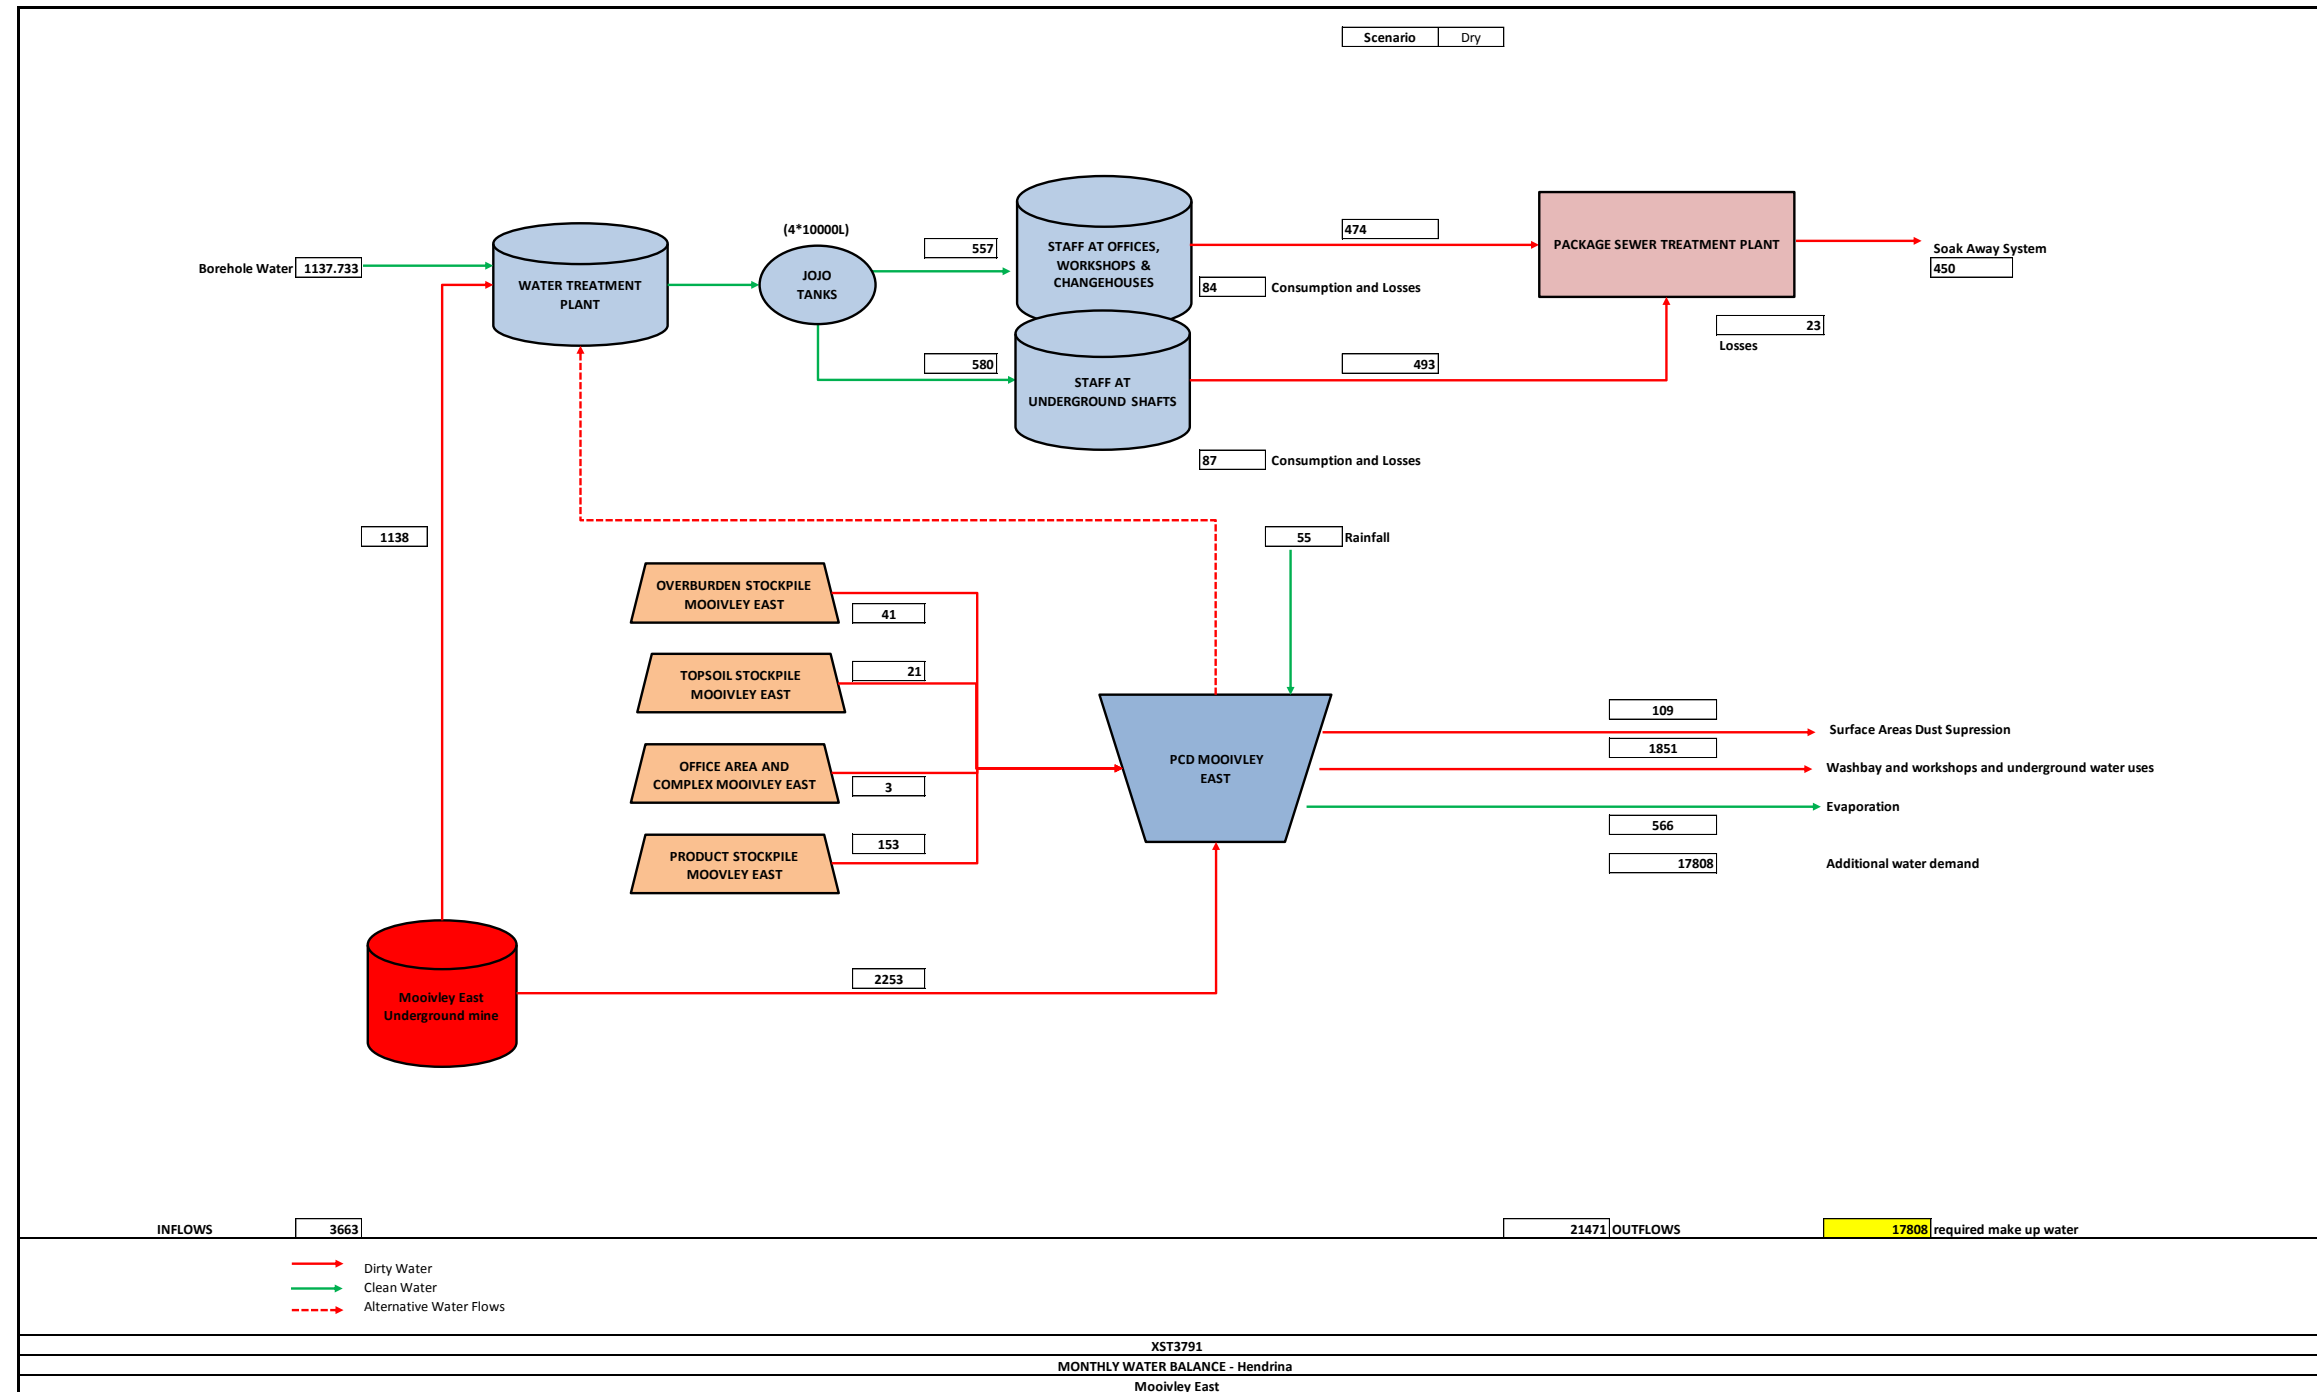 Scenario Dry
(4*10000L)
Borehole Water 1137.733
WATER TREATMENT
PLANT
JOJO
TANKS
557
STAFF AT OFFICES,
WORKSHOPS &
CHANGEHOUSES
474
84 Consumption and Losses
PACKAGE SEWER TREATMENT PLANT
Soak Away System
450
23
Losses
580
STAFF AT
UNDERGROUND SHAFTS
493
87 Consumption and Losses
1138
55 Rainfall
OVERBURDEN STOCKPILE
MOOIVLEY EAST
41
TOPSOIL STOCKPILE
MOOIVLEY EAST
21
OFFICE AREA AND
COMPLEX MOOIVLEY EAST
3
PRODUCT STOCKPILE
MOOVLEY EAST
153
PCD MOOIVLEY
EAST
109
Surface Areas Dust Supression
1851
Washbay and workshops and underground water uses
Evaporation
566
17808 Additional water demand
Mooivley East
Underground mine
2253
INFLOWS 3663
21471 OUTFLOWS
17808 required make up water
Dirty Water
Clean Water
Alternative Water Flows
XST3791
MONTHLY WATER BALANCE - Hendrina
Mooivley East